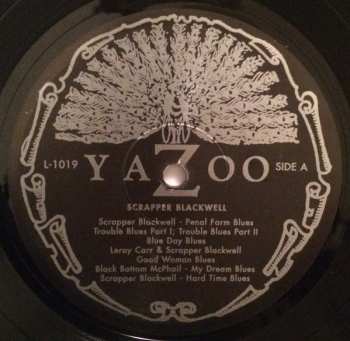 L-1019 YAZOO SIDE A
SCRAPPER BLACKWELL
Scrapper Blackwell - Penal Farm Blues
Trouble Blues Part I; Trouble Blues Part II
Blue Day Blues
Leroy Carr & Scrapper Blackwell
Good Woman Blues
Black Bottom McPhail - My Dream Blues
Scrapper Blackwell - Hard Time Blues